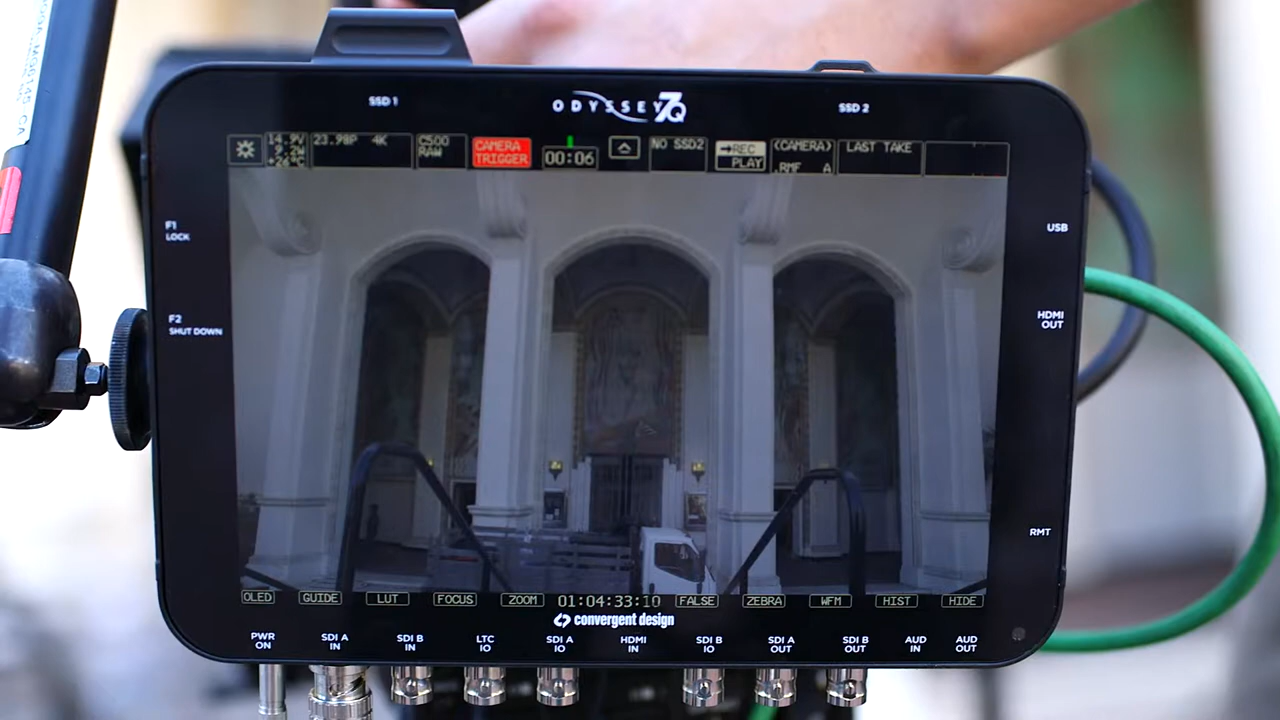 SSD 1
ODYSSEY7Q
SSD 2
14.9V
9.2W
23.98P 4K
C500
RAW
CAMERA
TRIGGER
00:06
NO SSD2
REC
PLAY
(CAMERA)
.RMF A
LAST TAKE
F1
LOCK
USB
F2
SHUT DOWN
HDMI
OUT
RMT
OLED
GUIDE
LUT
FOCUS
ZOOM
01:04:33:10
FALSE
ZEBRA
WFM
HIST
HIDE
convergent design
PWR
ON
SDI A
IN
SDI B
IN
LTC
IO
SDI A
IO
HDMI
IN
SDI B
IO
SDI A
OUT
SDI B
OUT
AUD
IN
AUD
OUT